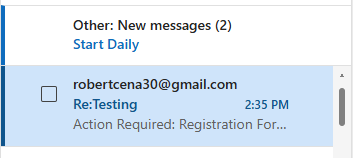 Other: New messages (2)
Start Daily
robertcena30@gmail.com
Re:Testing 2:35 PM
Action Required: Registration For...